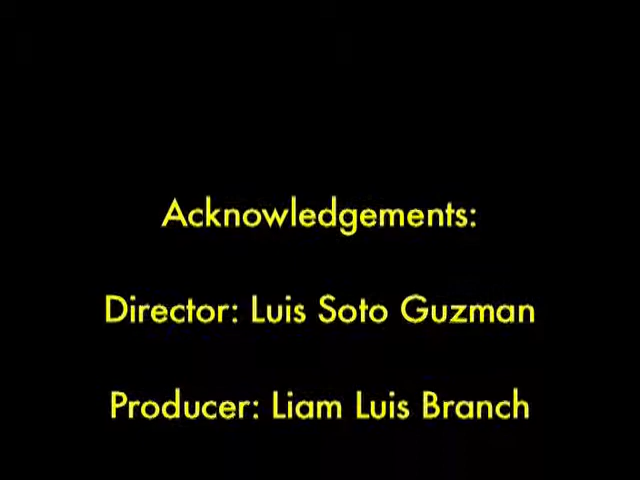 Acknowledgements:
Director: Luis Soto Guzman
Producer: Liam Luis Branch